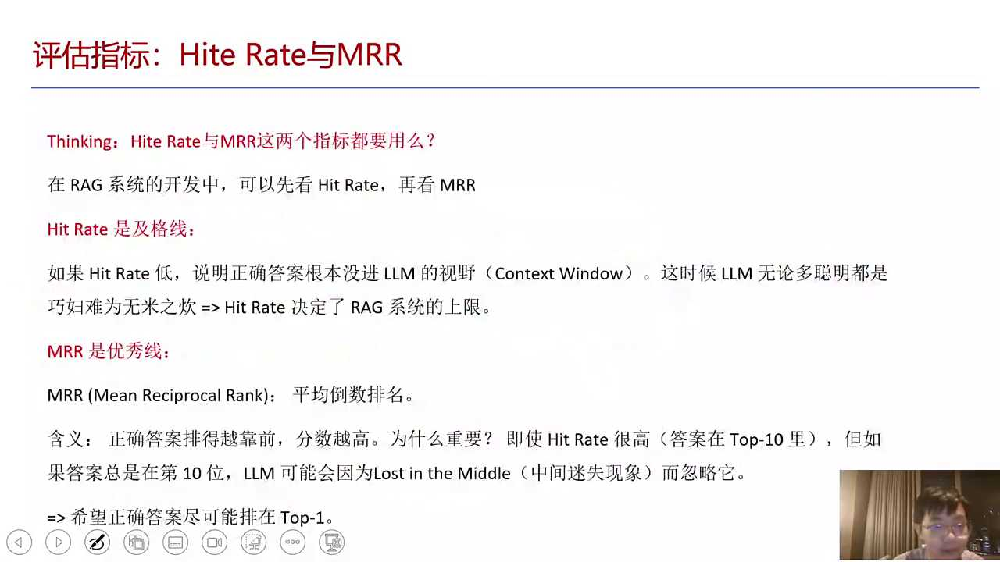 评估指标：Hite Rate与MRR
Thinking：Hite Rate与MRR这两个指标都要用么？
在 RAG 系统的开发中，可以先看 Hit Rate，再看 MRR
Hit Rate 是及格线：
如果 Hit Rate 低，说明正确答案根本没进 LLM 的视野（Context Window）。这时候 LLM 无论多聪明都是
巧妇难为无米之炊 => Hit Rate 决定了 RAG 系统的上限。
MRR 是优秀线：
MRR (Mean Reciprocal Rank)： 平均倒数排名。
含义： 正确答案排得越靠前，分数越高。为什么重要？ 即使 Hit Rate 很高（答案在 Top-10 里），但如
果答案总是在第 10 位，LLM 可能会因为Lost in the Middle（中间迷失现象）而忽略它。
=> 希望正确答案尽可能排在 Top-1。